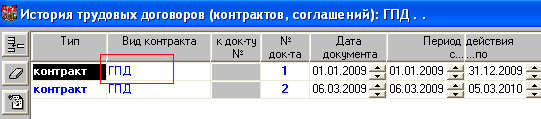 История трудовых договоров (контрактов, соглашений): ГПД . .
Тип Вид контракта к док-ту № № док-та Дата документа Период действия с... ...по
контракт ГПД 1 01.01.2009 01.01.2009 31.12.2009
контракт ГПД 2 06.03.2009 06.03.2009 05.03.2010